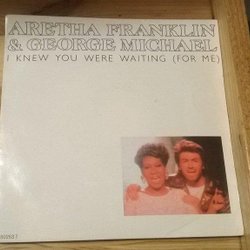 ARETHA FRANKLIN
& GEORGE MICHAEL
I KNEW YOU WERE WAITING (FOR ME)